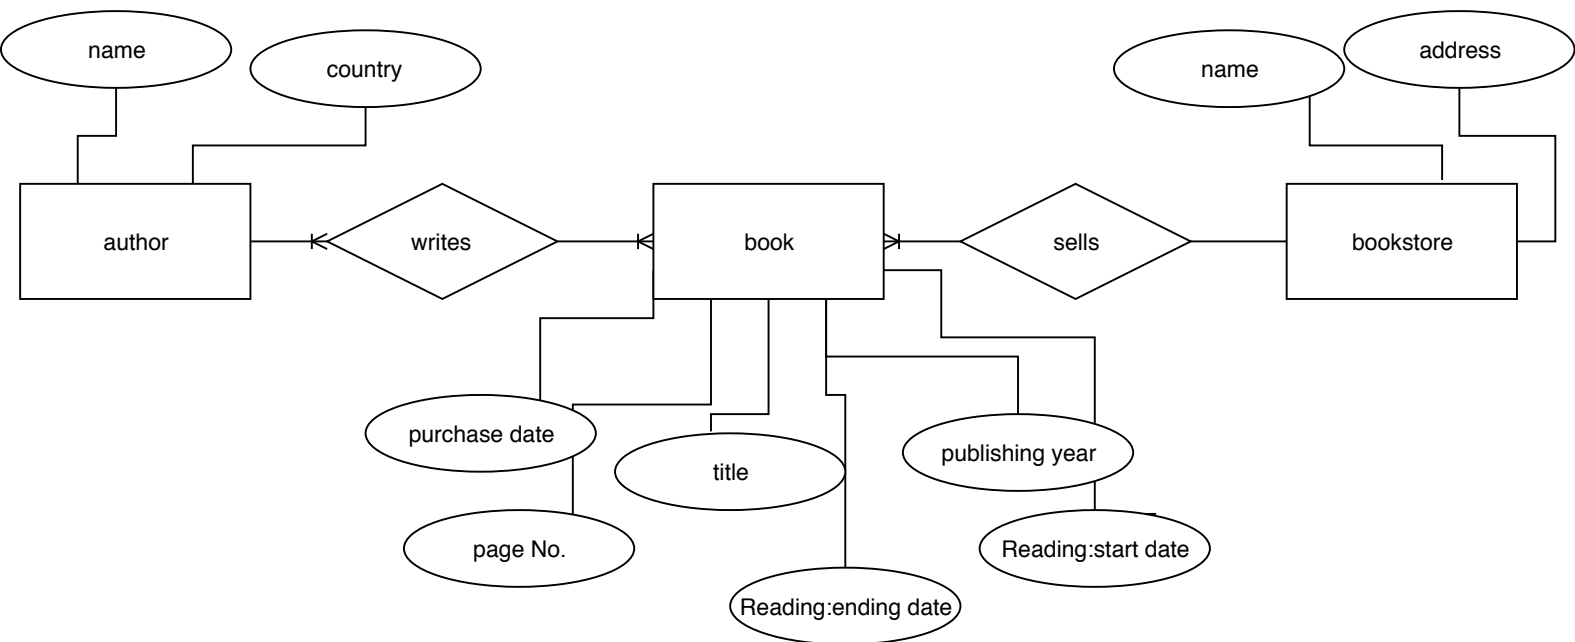 name
country
name
address
author
writes
book
sells
bookstore
purchase date
title
publishing year
page No.
Reading:start date
Reading:ending date